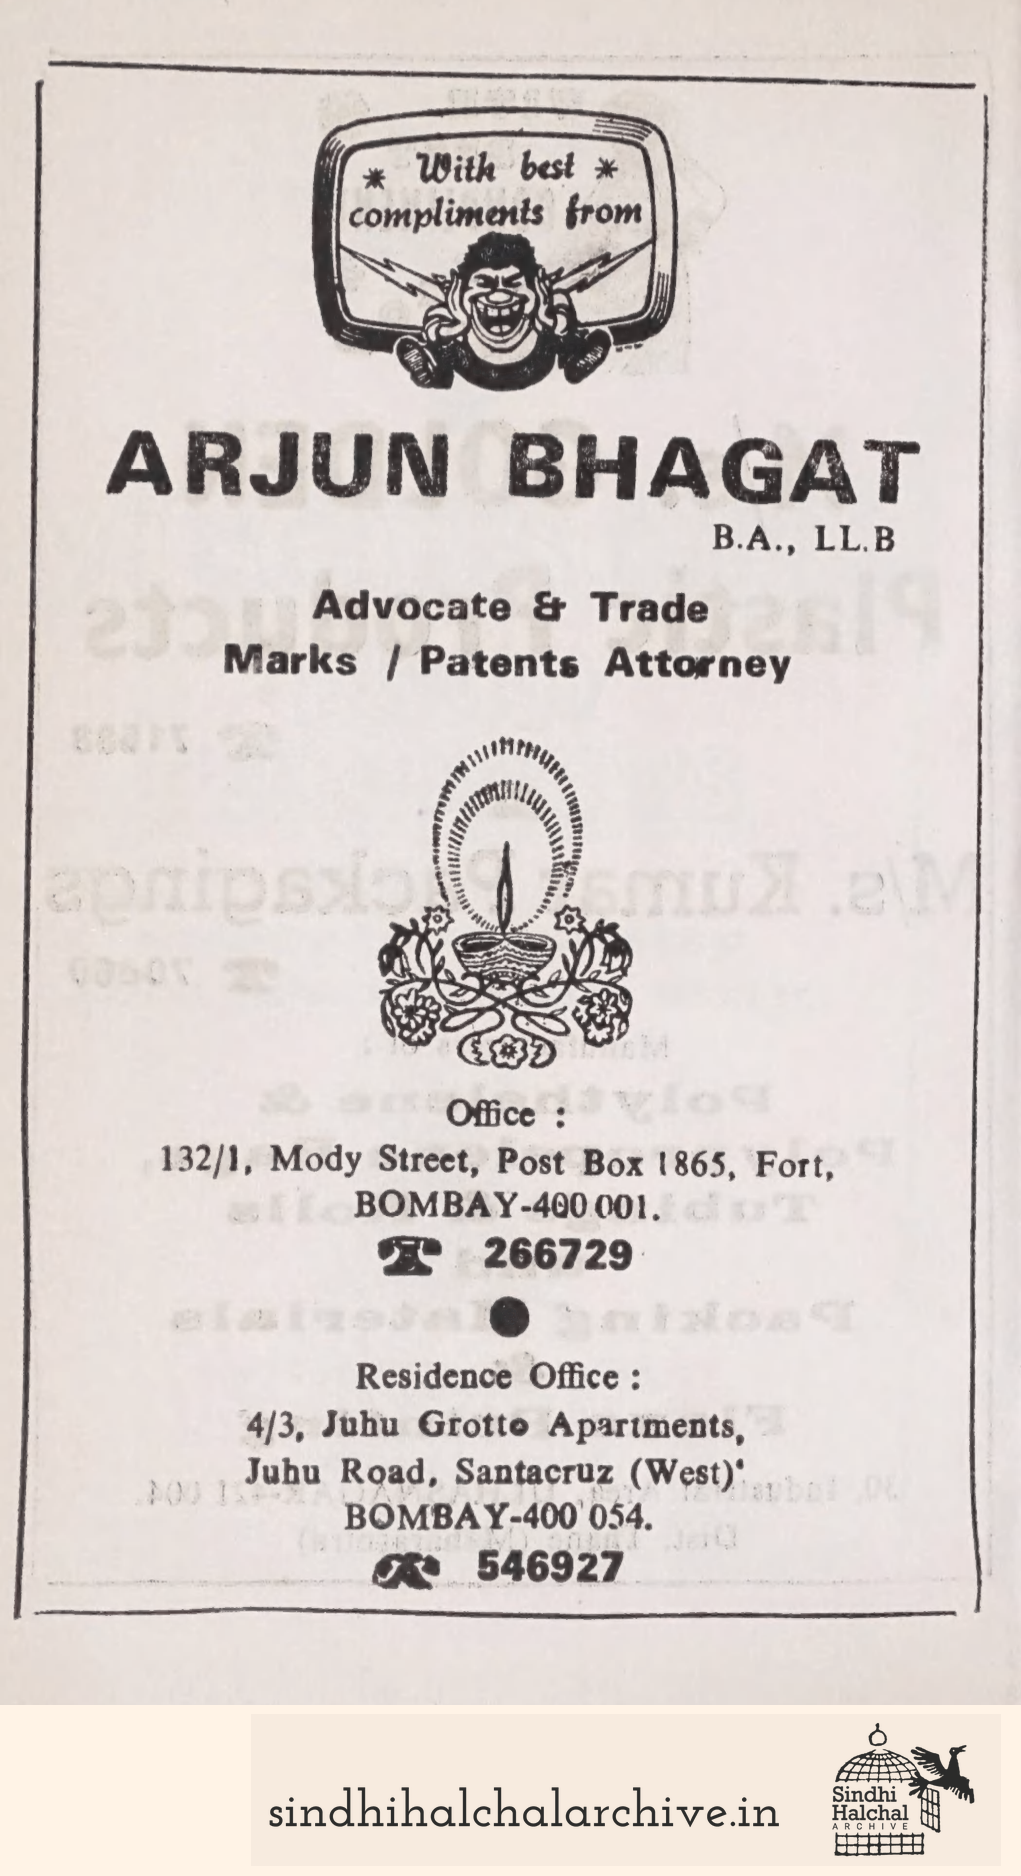 * With best *
compliments from
ARJUN BHAGAT
B.A., LL.B
Advocate & Trade
Marks / Patents Attorney
Office :
132/1, Mody Street, Post Box 1865, Fort,
BOMBAY-400 001.
☎ 266729
Residence Office :
4/3, Juhu Grotto Apartments,
Juhu Road, Santacruz (West)'
BOMBAY-400 054.
☎ 546927
sindhihalchalarchive.in
Sindhi
Halchal
ARCHIVE